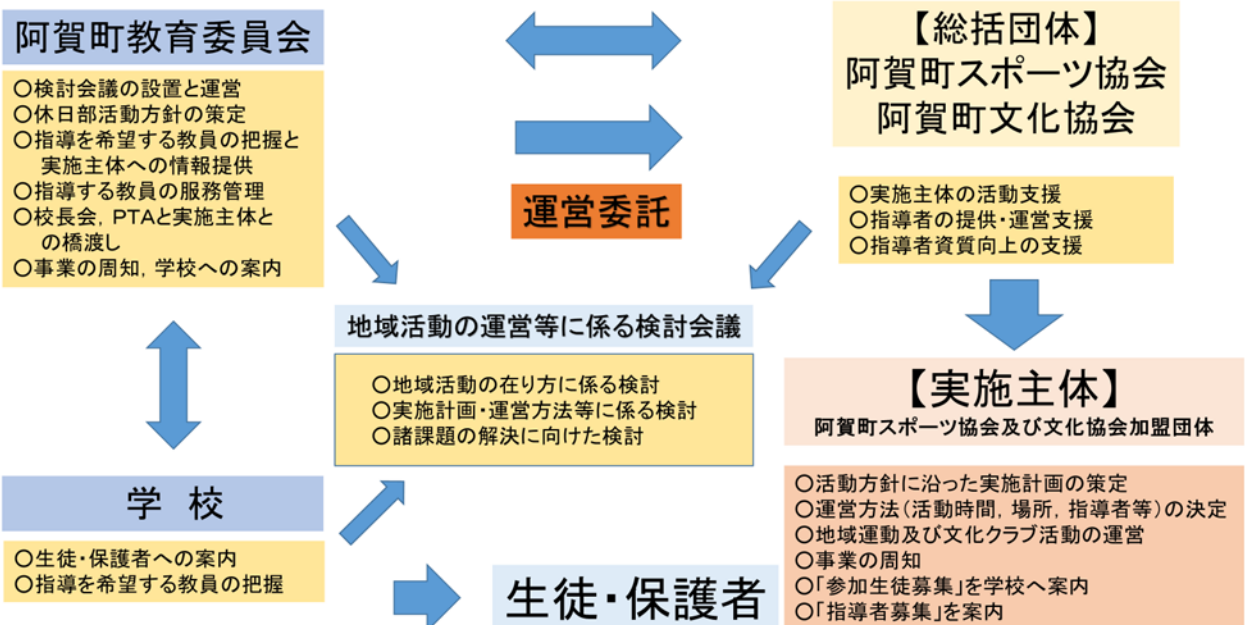 阿賀町教育委員会
○検討会議の設置と運営
○休日部活動方針の策定
○指導を希望する教員の把握と
実施主体への情報提供
○指導する教員の服務管理
○校長会，PTAと実施主体と
の橋渡し
○事業の周知，学校への案内
運営委託
【総括団体】
阿賀町スポーツ協会
阿賀町文化協会
○実施主体の活動支援
○指導者の提供・運営支援
○指導者資質向上の支援
地域活動の運営等に係る検討会議
○地域活動の在り方に係る検討
○実施計画・運営方法等に係る検討
○諸課題の解決に向けた検討
【実施主体】
阿賀町スポーツ協会及び文化協会加盟団体
○活動方針に沿った実施計画の策定
○運営方法（活動時間，場所，指導者等）の決定
○地域運動及び文化クラブ活動の運営
○事業の周知
○「参加生徒募集」を学校へ案内
○「指導者募集」を案内
学 校
○生徒・保護者への案内
○指導を希望する教員の把握
生徒・保護者